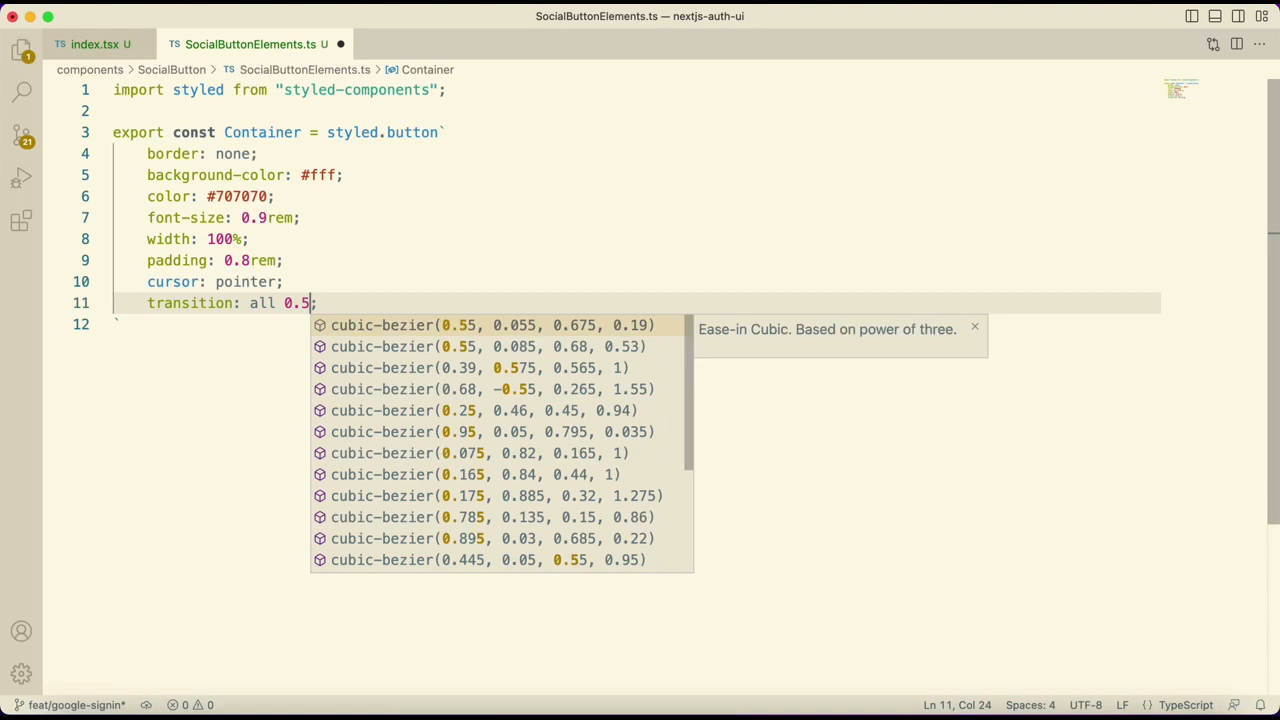 SocialButtonElements.ts — nextjs-auth-ui
TS index.tsx U
TS SocialButtonElements.ts U
components > SocialButton > TS SocialButtonElements.ts > Container
1 import styled from "styled-components";
2
3 export const Container = styled.button`
4 border: none;
5 background-color: #fff;
6 color: #707070;
7 font-size: 0.9rem;
8 width: 100%;
9 padding: 0.8rem;
10 cursor: pointer;
11 transition: all 0.5;
12 `
cubic-bezier(0.55, 0.055, 0.675, 0.19)
Ease-in Cubic. Based on power of three.
cubic-bezier(0.55, 0.085, 0.68, 0.53)
cubic-bezier(0.39, 0.575, 0.565, 1)
cubic-bezier(0.68, -0.55, 0.265, 1.55)
cubic-bezier(0.25, 0.46, 0.45, 0.94)
cubic-bezier(0.95, 0.05, 0.795, 0.035)
cubic-bezier(0.075, 0.82, 0.165, 1)
cubic-bezier(0.165, 0.84, 0.44, 1)
cubic-bezier(0.175, 0.885, 0.32, 1.275)
cubic-bezier(0.785, 0.135, 0.15, 0.86)
cubic-bezier(0.895, 0.03, 0.685, 0.22)
cubic-bezier(0.445, 0.05, 0.55, 0.95)
1
21
feat/google-signin*
0 0
Ln 11, Col 24
Spaces: 4
UTF-8
LF
{} TypeScript